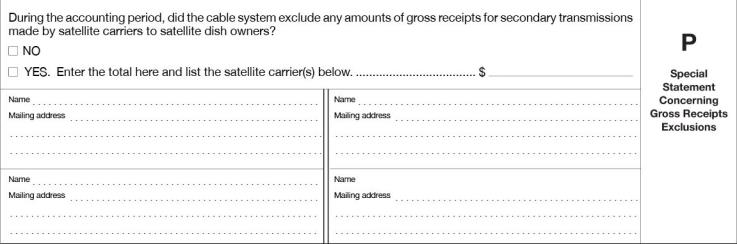 During the accounting period, did the cable system exclude any amounts of gross receipts for secondary transmissions
made by satellite carriers to satellite dish owners?
NO
YES. Enter the total here and list the satellite carrier(s) below. .................................... $
P
Special
Statement
Concerning
Gross Receipts
Exclusions
Name
Mailing address
Name
Mailing address
Name
Mailing address
Name
Mailing address